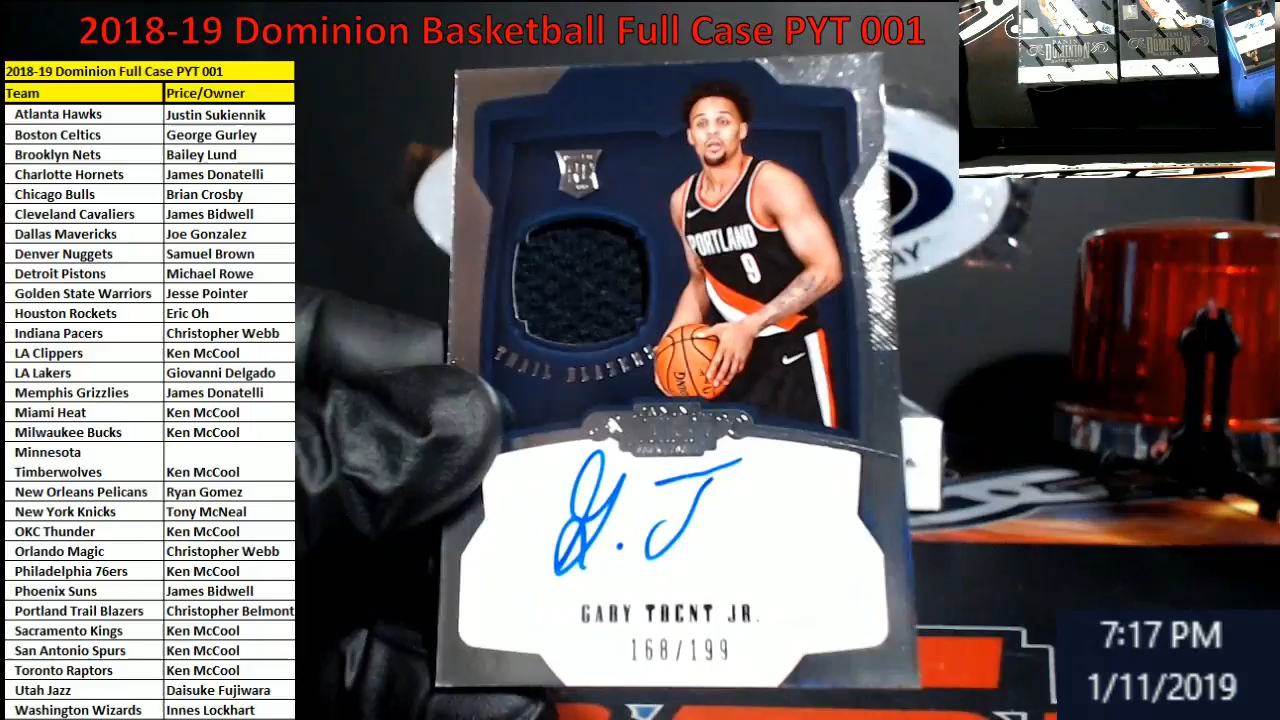 2018-19 Dominion Basketball Full Case PYT 001
2018-19 Dominion Full Case PYT 001
Team Price/Owner
Atlanta Hawks Justin Sukiennik
Boston Celtics George Gurley
Brooklyn Nets Bailey Lund
Charlotte Hornets James Donatelli
Chicago Bulls Brian Crosby
Cleveland Cavaliers James Bidwell
Dallas Mavericks Joe Gonzalez
Denver Nuggets Samuel Brown
Detroit Pistons Michael Rowe
Golden State Warriors Jesse Pointer
Houston Rockets Eric Oh
Indiana Pacers Christopher Webb
LA Clippers Ken McCool
LA Lakers Giovanni Delgado
Memphis Grizzlies James Donatelli
Miami Heat Ken McCool
Milwaukee Bucks Ken McCool
Minnesota
Timberwolves Ken McCool
New Orleans Pelicans Ryan Gomez
New York Knicks Tony McNeal
OKC Thunder Ken McCool
Orlando Magic Christopher Webb
Philadelphia 76ers Ken McCool
Phoenix Suns James Bidwell
Portland Trail Blazers Christopher Belmont
Sacramento Kings Ken McCool
San Antonio Spurs Ken McCool
Toronto Raptors Ken McCool
Utah Jazz Daisuke Fujiwara
Washington Wizards Innes Lockhart
DOMINION DOMINION
PORTLAND
9
TRAIL BLAZERS
G. T
GARY TRENT JR.
168/199
7:17 PM
1/11/2019